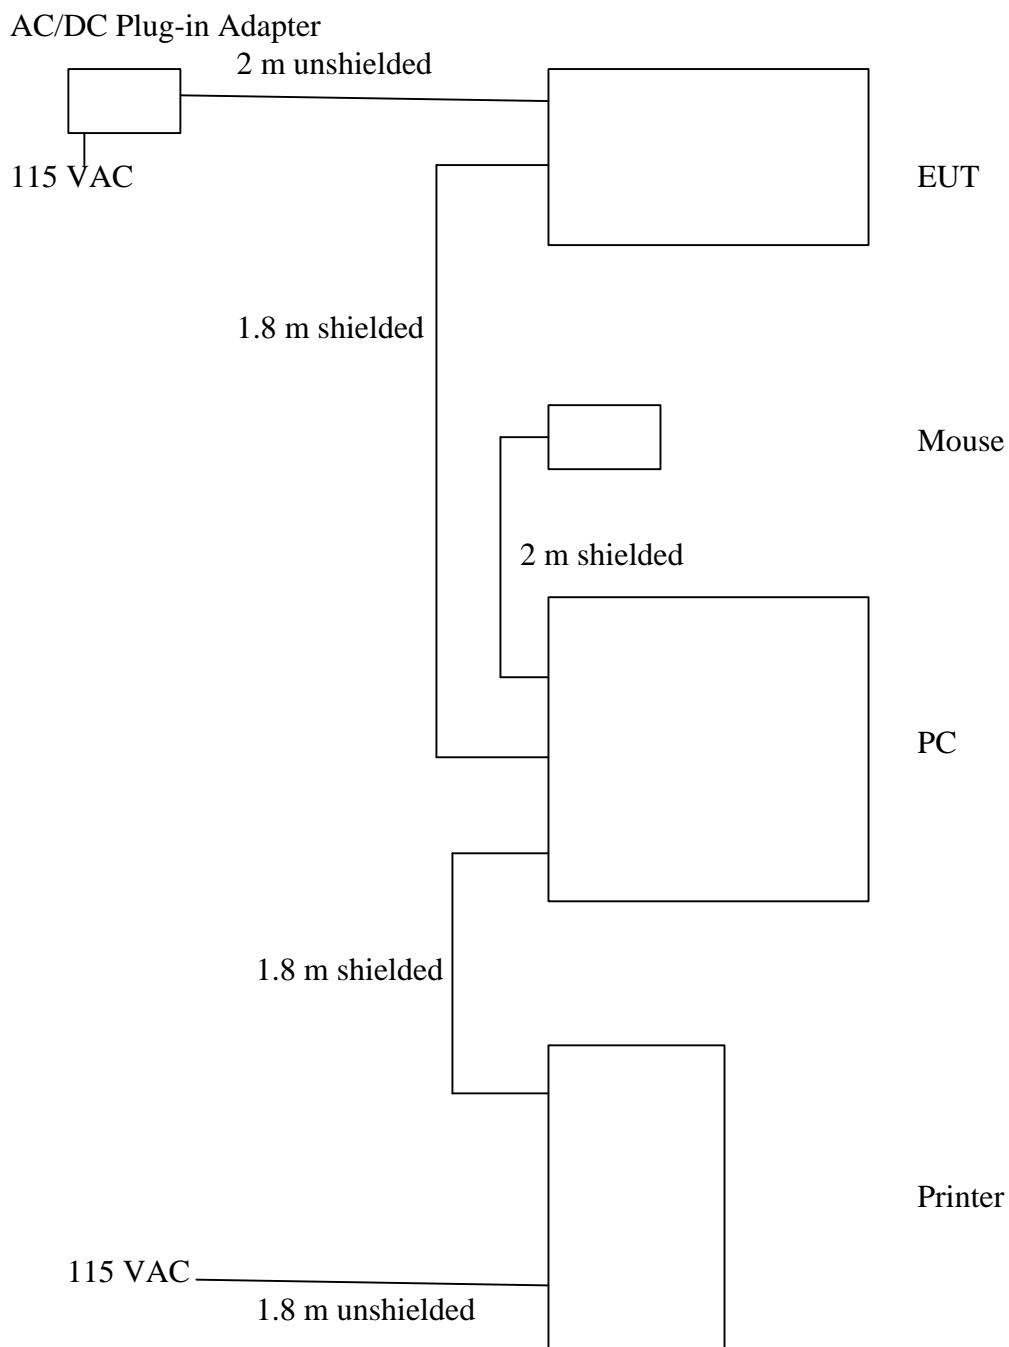 AC/DC Plug-in Adapter
2 m unshielded
115 VAC
EUT
1.8 m shielded
Mouse
2 m shielded
PC
1.8 m shielded
Printer
115 VAC
1.8 m unshielded